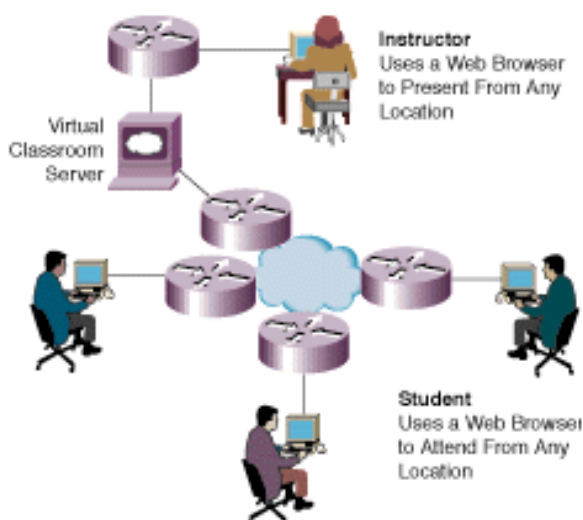 Instructor
Uses a Web Browser
to Present From Any
Location
Virtual
Classroom
Server
Student
Uses a Web Browser
to Attend From Any
Location